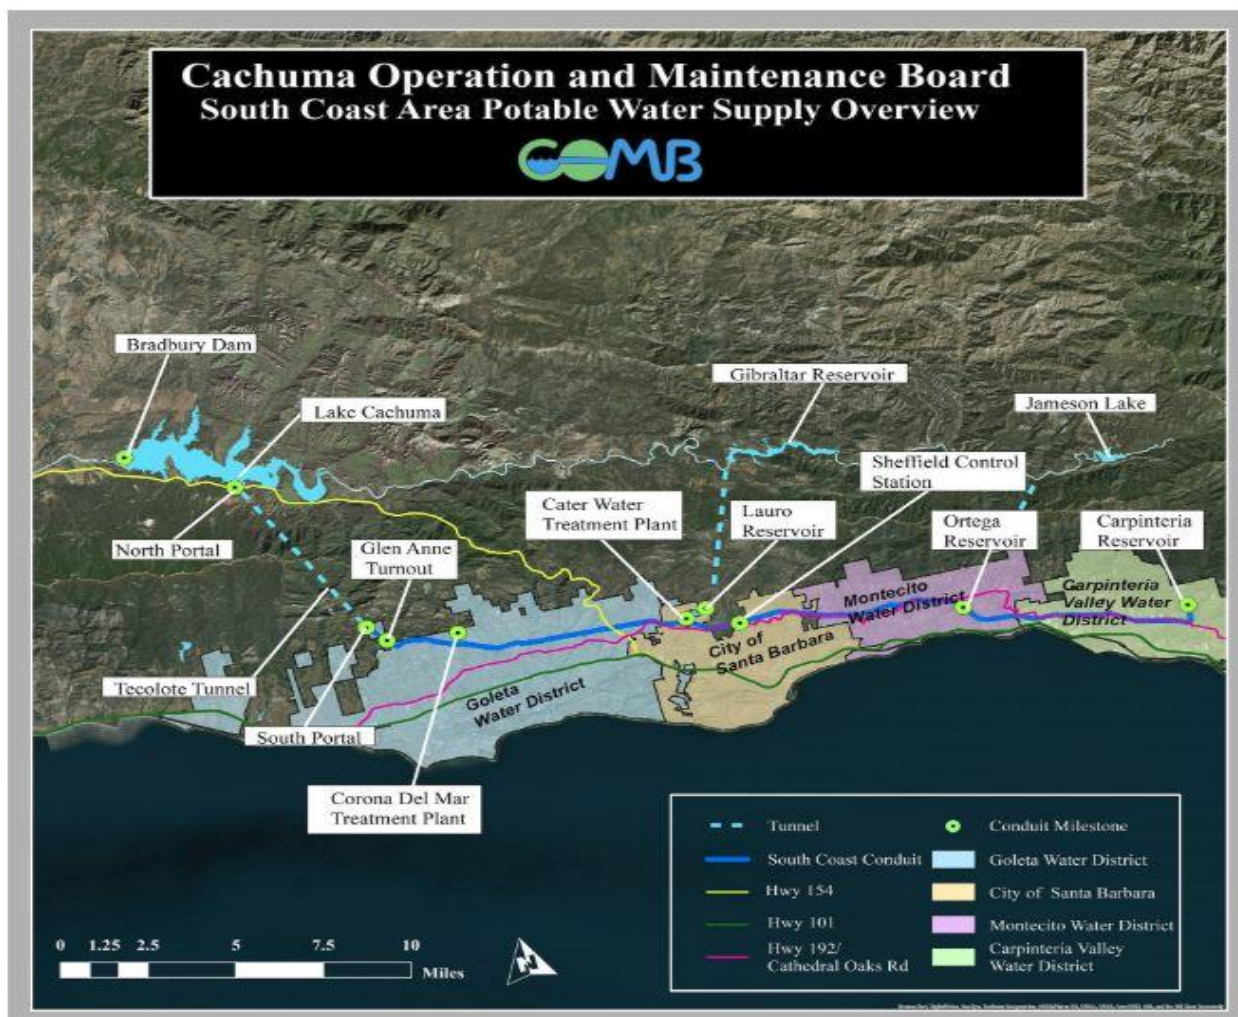 Cachuma Operation and Maintenance Board
South Coast Area Potable Water Supply Overview
COMB
Bradbury Dam
Lake Cachuma
Gibraltar Reservoir
Jameson Lake
Sheffield Control
Station
Cater Water
Treatment Plant
Lauro
Reservoir
Ortega
Reservoir
Carpinteria
Reservoir
North Portal
Glen Anne
Turnout
Montecito
Water District
Carpinteria
Valley Water
District
City of
Santa Barbara
Tecolote Tunnel
Goleta
Water District
South Portal
Corona Del Mar
Treatment Plant
Tunnel
South Coast Conduit
Hwy 154
Hwy 101
Hwy 192/
Cathedral Oaks Rd
Conduit Milestone
Goleta Water District
City of Santa Barbara
Montecito Water District
Carpinteria Valley
Water District
0 1.25 2.5 5 7.5 10
Miles
N